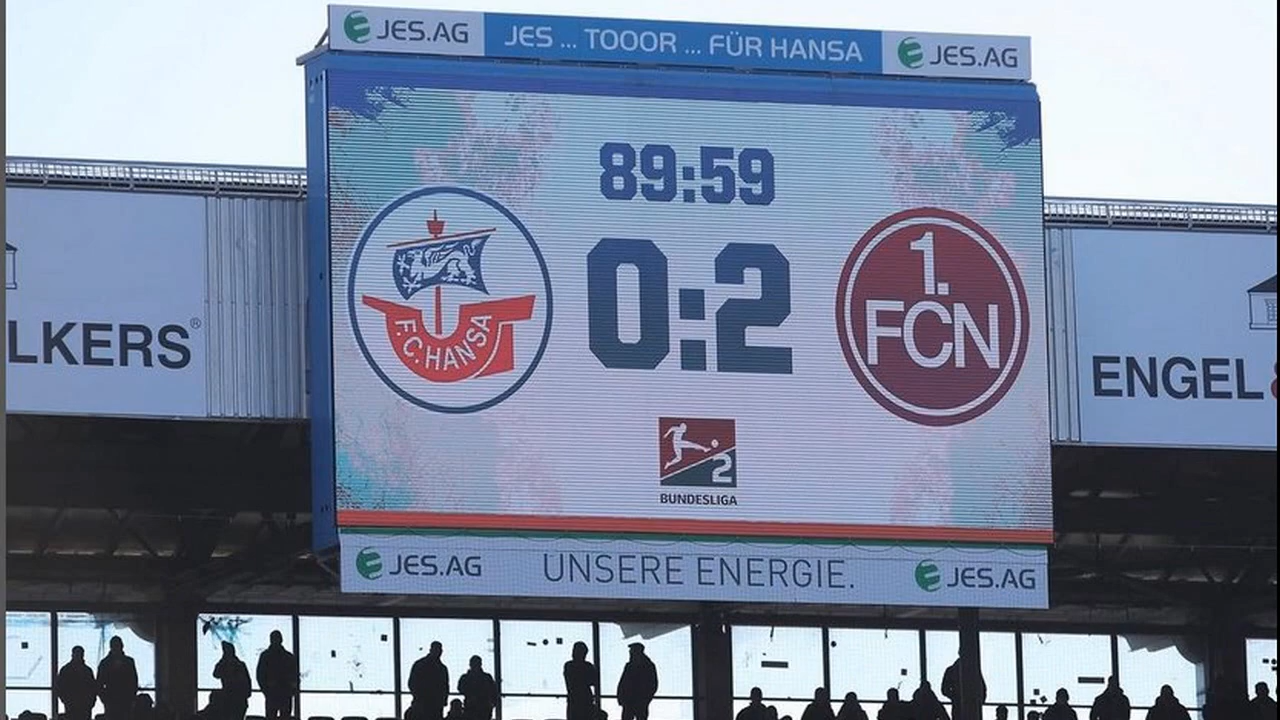 JES.AG JES ... TOOOR ... FÜR HANSA JES.AG
89:59
0:2
F.C.HANSA
1.
FCN
2
BUNDESLIGA
LKERS®
ENGEL
JES.AG UNSERE ENERGIE. JES.AG